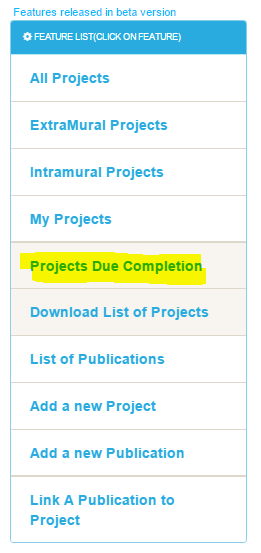 Features released in beta version
FEATURE LIST(CLICK ON FEATURE)
All Projects
ExtraMural Projects
Intramural Projects
My Projects
Projects Due Completion
Download List of Projects
List of Publications
Add a new Project
Add a new Publication
Link A Publication to
Project